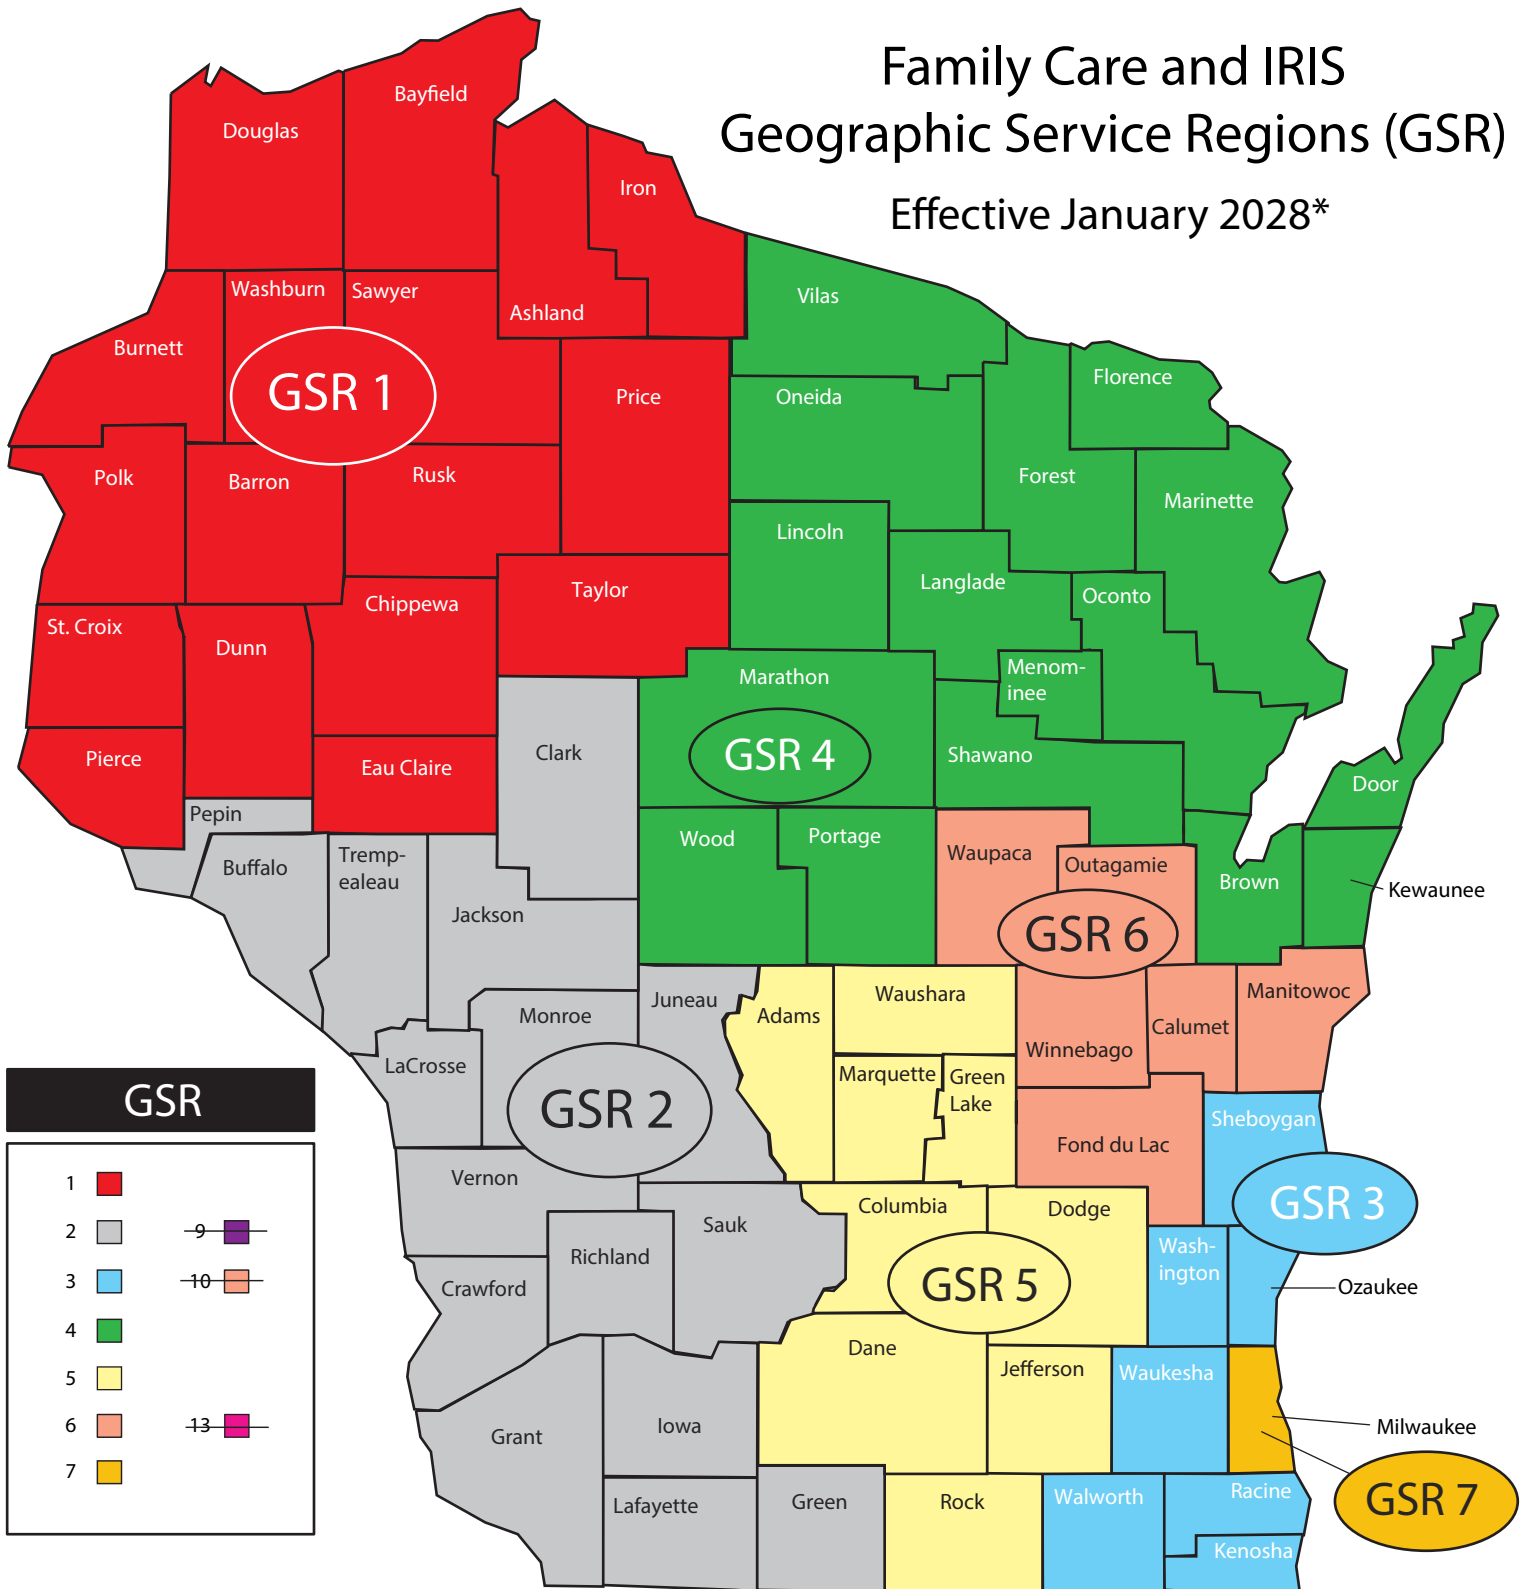 Family Care and IRIS
Geographic Service Regions (GSR)
Effective January 2028*
Bayfield
Douglas
Iron
Washburn
Sawyer
Ashland
Vilas
Burnett
GSR 1
Price
Oneida
Florence
Polk
Barron
Rusk
Forest
Marinette
Lincoln
Langlade
Oconto
Taylor
Chippewa
St. Croix
Dunn
Marathon
Menom-
inee
Pierce
Eau Claire
Clark
GSR 4
Shawano
Door
Pepin
Buffalo
Tremp-
ealeau
Wood
Portage
Waupaca
Outagamie
Brown
Kewaunee
Jackson
GSR 6
Juneau
Monroe
Adams
Waushara
Manitowoc
Calumet
Winnebago
LaCrosse
Marquette
Green
Lake
GSR 2
Sheboygan
Fond du Lac
Vernon
Columbia
Dodge
GSR 3
Sauk
Richland
Wash-
ington
Crawford
GSR 5
Ozaukee
Dane
Jefferson
Waukesha
Grant
Iowa
Milwaukee
GSR 7
Lafayette
Green
Rock
Walworth
Racine
Kenosha
GSR
1
2
9
3
10
4
5
6
13
7